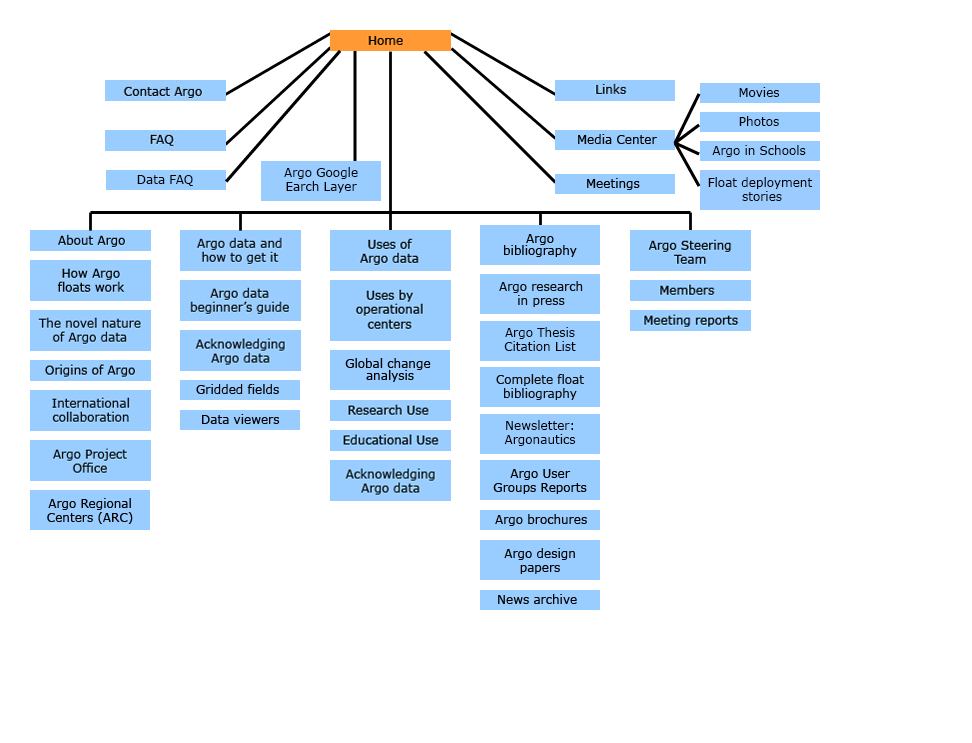 Home
Contact Argo
FAQ
Data FAQ
Argo Google
Earch Layer
Links
Media Center
Meetings
Movies
Photos
Argo in Schools
Float deployment
stories
About Argo
How Argo
floats work
The novel nature
of Argo data
Origins of Argo
International
collaboration
Argo Project
Office
Argo Regional
Centers (ARC)
Argo data and
how to get it
Argo data
beginner's guide
Acknowledging
Argo data
Gridded fields
Data viewers
Uses of
Argo data
Uses by
operational
centers
Global change
analysis
Research Use
Educational Use
Acknowledging
Argo data
Argo
bibliography
Argo research
in press
Argo Thesis
Citation List
Complete float
bibliography
Newsletter:
Argonautics
Argo User
Groups Reports
Argo brochures
Argo design
papers
News archive
Argo Steering
Team
Members
Meeting reports